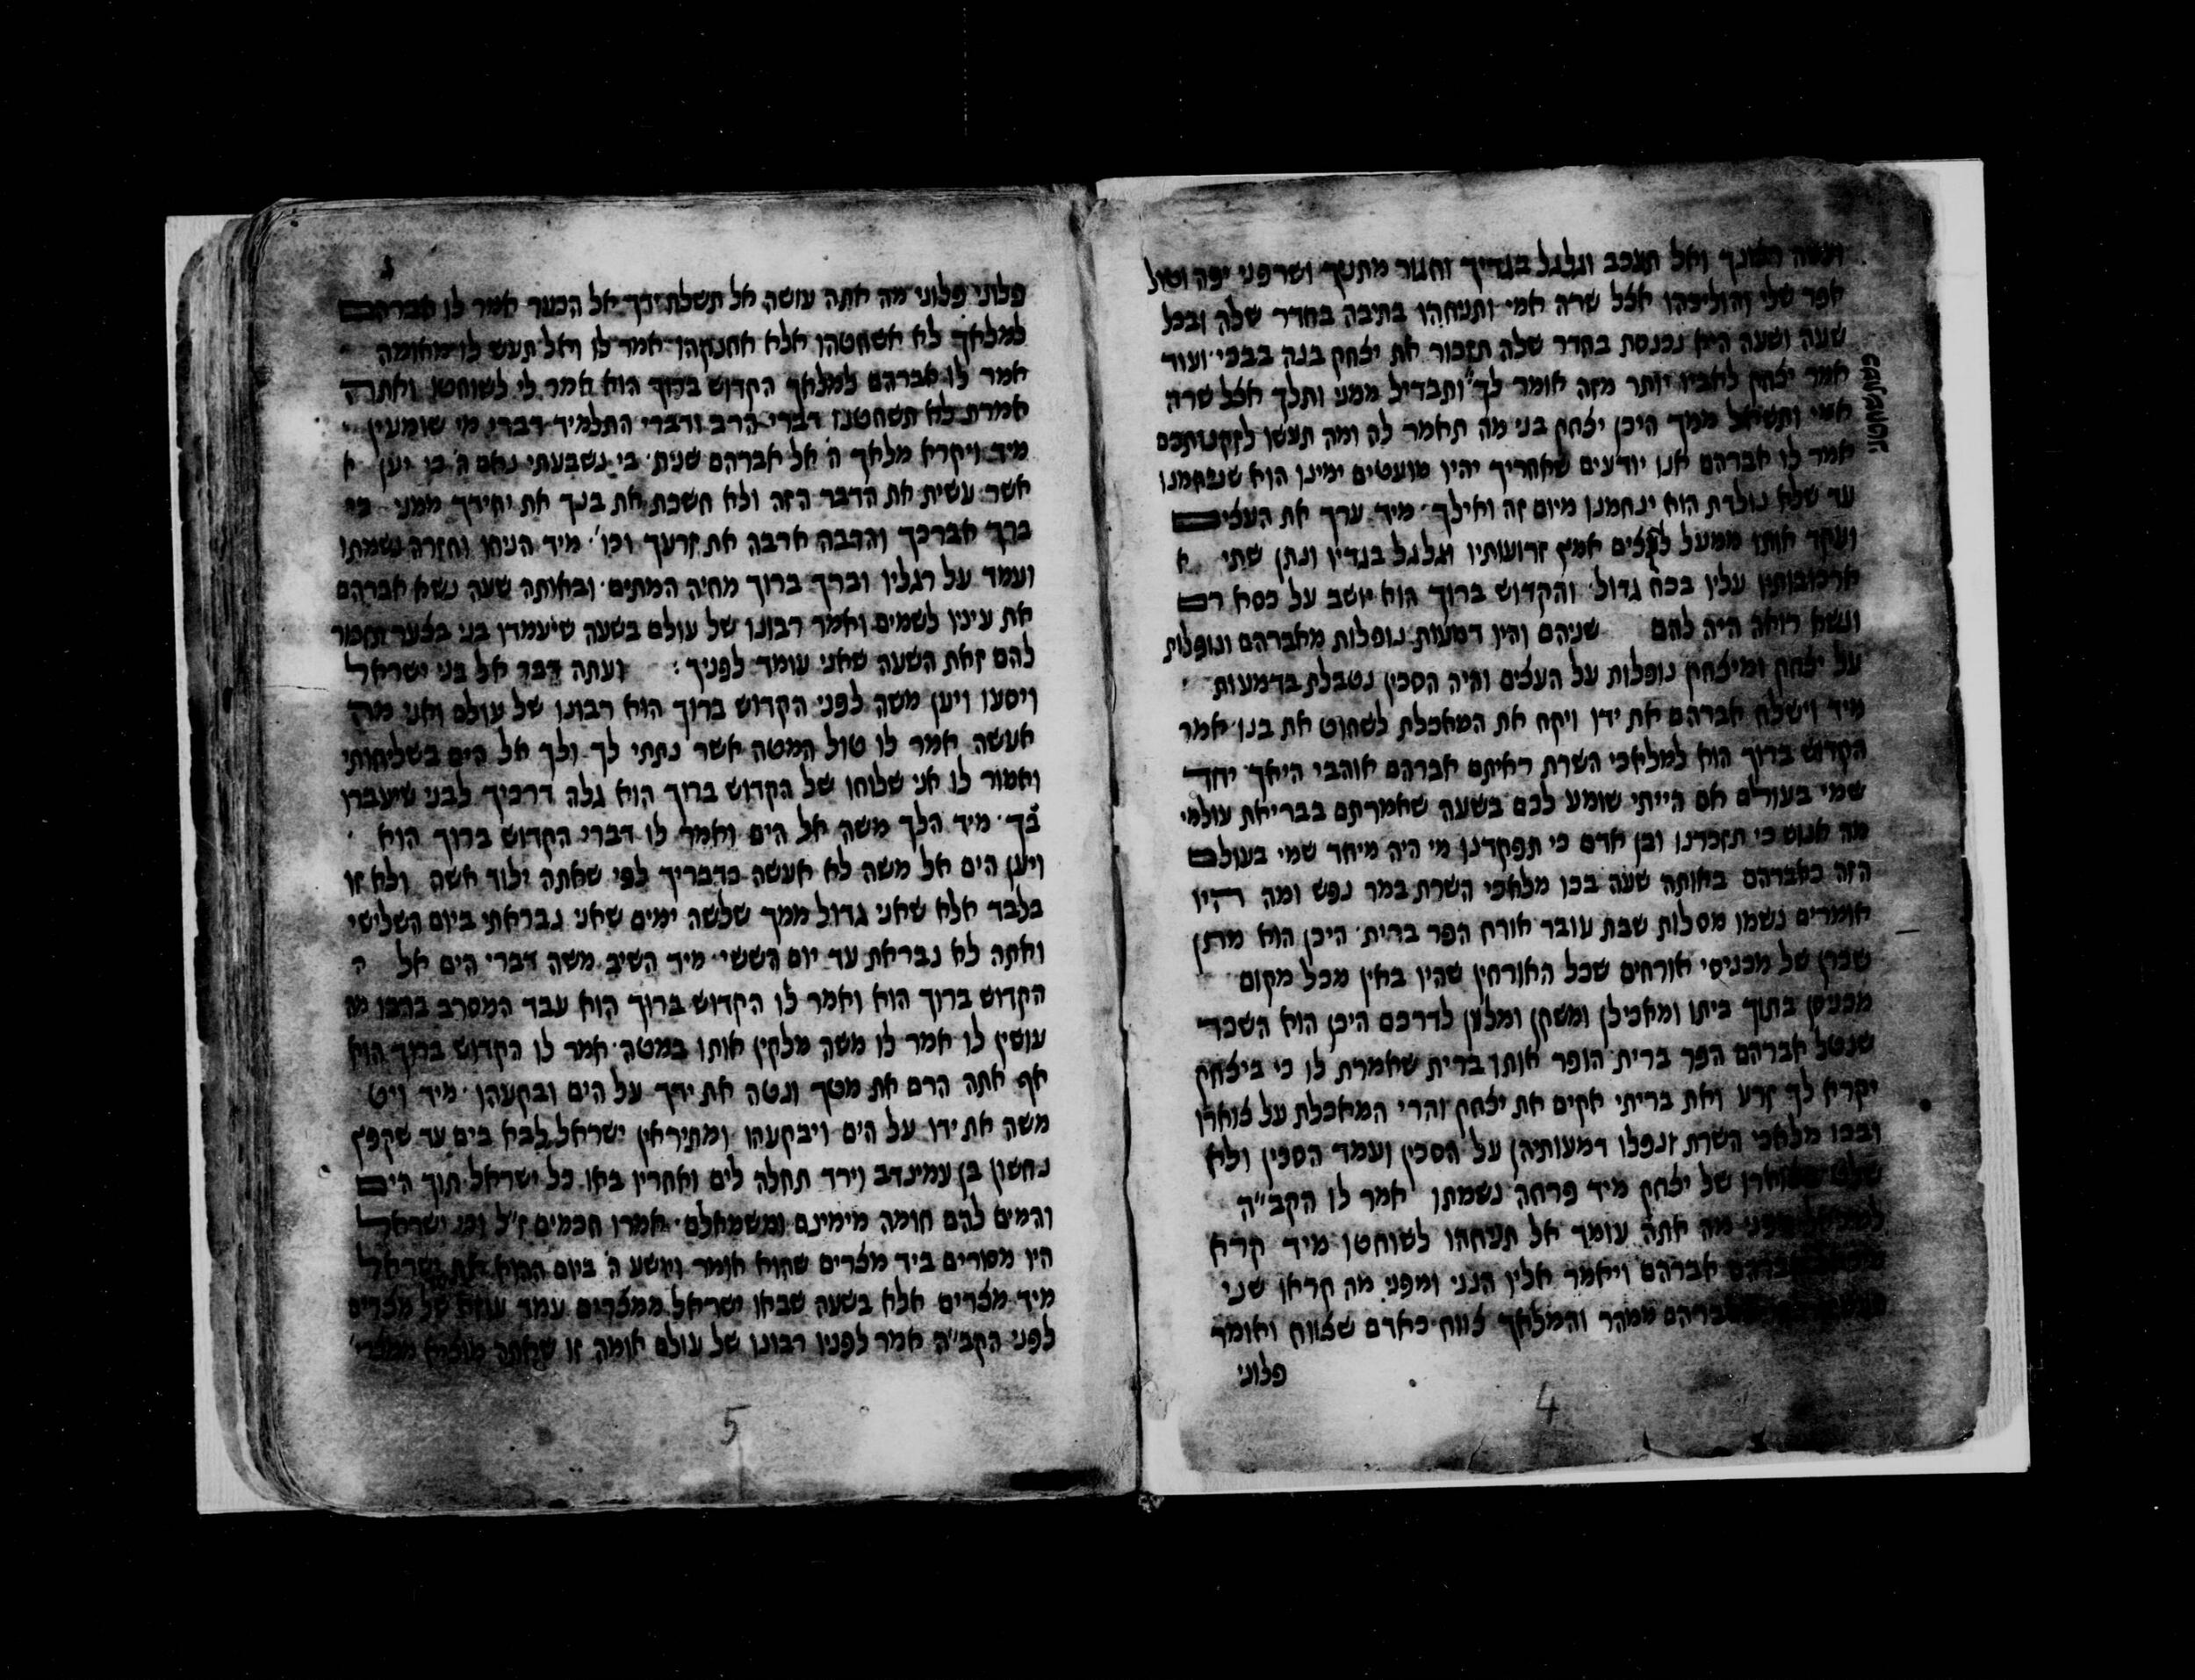 ועשה רצונך ואל תעכב וגלגל בגדיך וחגור מתנך ושרפני יפה וטול
אפר שלי והוליכהו אצל שרה אמי ותניחהו בתיבה בחדר שלה ובכל
שעה ושעה היא נכנסת בחדר שלה תזכור את יצחק בנה בבכי ועוד
אמר יצחק לאביו יותר מזה אומר לך ותבדיל ממני ותלך אצל שרה
אמי ותשאל ממך היכן יצחק בני מה תאמר לה ומה תעשו לזקנותכם
אמר לו אברהם אנו יודעים שאחריך יהיו מועטים ימינו הוא שניחמנו
עד שלא נולדת הוא ינחמנו מיום זה ואילך מיד ערך את העצים
ועקד אותו ממעל לעצים אמץ זרועותיו וגלגל בגדיו ונתן שתי א
ארכובותיו עליו בכח גדול והקדוש ברוך הוא יושב על כסא רם
ונשא רואה היה להם שניהם והיו דמעות נופלות מאברהם ונופלות
על יצחק ומיצחק נופלות על העצים והיה הסכין נטבלת בדמעות
מיד וישלח אברהם את ידו ויקח את המאכלת לשחוט את בנו אמר
הקדוש ברוך הוא למלאכי השרת ראיתם אברהם אוהבי היאך יחד
שמי בעולם אם הייתי שומע לכם בשעה שאמרתם בבריאת עולמי
מה אנוש כי תזכרנו ובן אדם כי תפקדנו מי היה מיחד שמי בעולם
הזה כאברהם באותה שעה בכו מלאכי השרת במר נפש ומה היו
אומרים נשמו מסלות שבת עובר אורח הפר ברית היכן הוא מתן
שכרן של מכניסי אורחים שכל האורחין שהיו באין מכל מקום
מכניסן בתוך ביתו ומאכילן ומשקן ומלען לדרכם היכן הוא השכר
שנטל אברהם הפר ברית הופר אותו ברית שאמרת לו כי ביצחק
יקרא לך זרע ואת בריתי אקים את יצחק והרי המאכלת על צוארו
ובכו מלאכי השרת ונפלו דמעותיהן על הסכין ועמד הסכין ולא
של יצחק מיד פרחה נשמתו אמר לו הקב״ה
מה אתה עומד אל תניחהו לשוחטו מיד קרא
אברהם ויאמר אליו הנני ומפני מה קראו שני
אברהם ממהר והמלאך צווח כאדם שצווח ואומר
פלוני
4
פלוני פלוני מה אתה עושה אל תשלח ידך אל הנער אמר לו אברהם
למלאך לא אשחטהו אלא אחנקהו אמר לו ואל תעש לו מאומה
אמר לו אברהם למלאך הקדוש ברוך הוא אמר לי לשוחטו ואתה
אמרת לא תשחטנו דברי הרב ודברי התלמיד דברי מי שומעין
מיד ויקרא מלאך ה׳ אל אברהם שנית בי נשבעתי נאם ה׳ כי יען א
אשר עשית את הדבר הזה ולא חשכת את בנך את יחידך ממני כי
ברך אברכך והרבה ארבה את זרעך וכו׳ מיד הניחו וחזרה נשמתו
ועמד על רגליו וברך ברוך מחיה המתים ובאותה שעה נשא אברהם
את עיניו לשמים ואמר רבונו של עולם בשעה שיעמדו בני בצער תזכור
להם זאת השעה שאני עומד לפניך: ועתה דבר אל בני ישראל
ויסעו ויען משה לפני הקדוש ברוך הוא רבונו של עולם ואני מה
אעשה אמר לו טול המטה אשר נתתי לך ולך אל הים בשליחותי
ואמור לו אני שלוחו של הקדוש ברוך הוא גלה דרכיך לבני שיעברו
בך מיד הלך משה אל הים ואמר לו דברי הקדוש ברוך הוא
ויען הים אל משה לא אעשה כדבריך לפי שאתה ילוד אשה ולא זו
בלבד אלא שאני גדול ממך שלשה ימים שאני נבראתי ביום השלישי
ואתה לא נבראת עד יום הששי מיד השיב משה דברי הים אל ה
הקדוש ברוך הוא ואמר לו הקדוש ברוך הוא עבד המסרב ברבו מה
עושין לו אמר לו משה מלקין אותו במטה אמר לו הקדוש ברוך הוא
אף אתה הרם את מטך ונטה את ידך על הים ובקעהו מיד ויט
משה את ידו על הים ויבקעהו ומתיראין ישראל לבא בים עד שקפץ
נחשון בן עמינדב וירד תחלה לים ואחריו באו כל ישראל תוך הים
והמים להם חומה מימינם ומשמאלם אמרו חכמים ז״ל וכי ישראל
היו מסורים ביד מצרים שהוא אומר ויושע ה׳ ביום ההוא את ישראל
מיד מצרים אלא בשעה שבאו ישראל ממצרים עמד עוזא של מצרים
לפני הקב״ה אמר לפניו רבונו של עולם אומה זו שאתה מוציא ממצרי׳
5